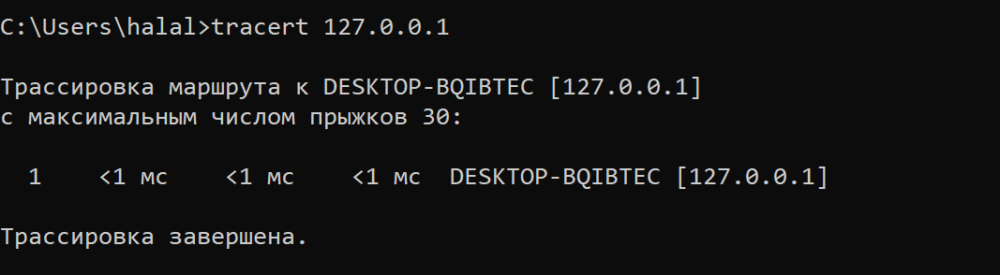 C:\Users\halal>tracert 127.0.0.1
Трассировка маршрута к DESKTOP-BQIBTEC [127.0.0.1]
с максимальным числом прыжков 30:
1 <1 мс <1 мс <1 мс DESKTOP-BQIBTEC [127.0.0.1]
Трассировка завершена.